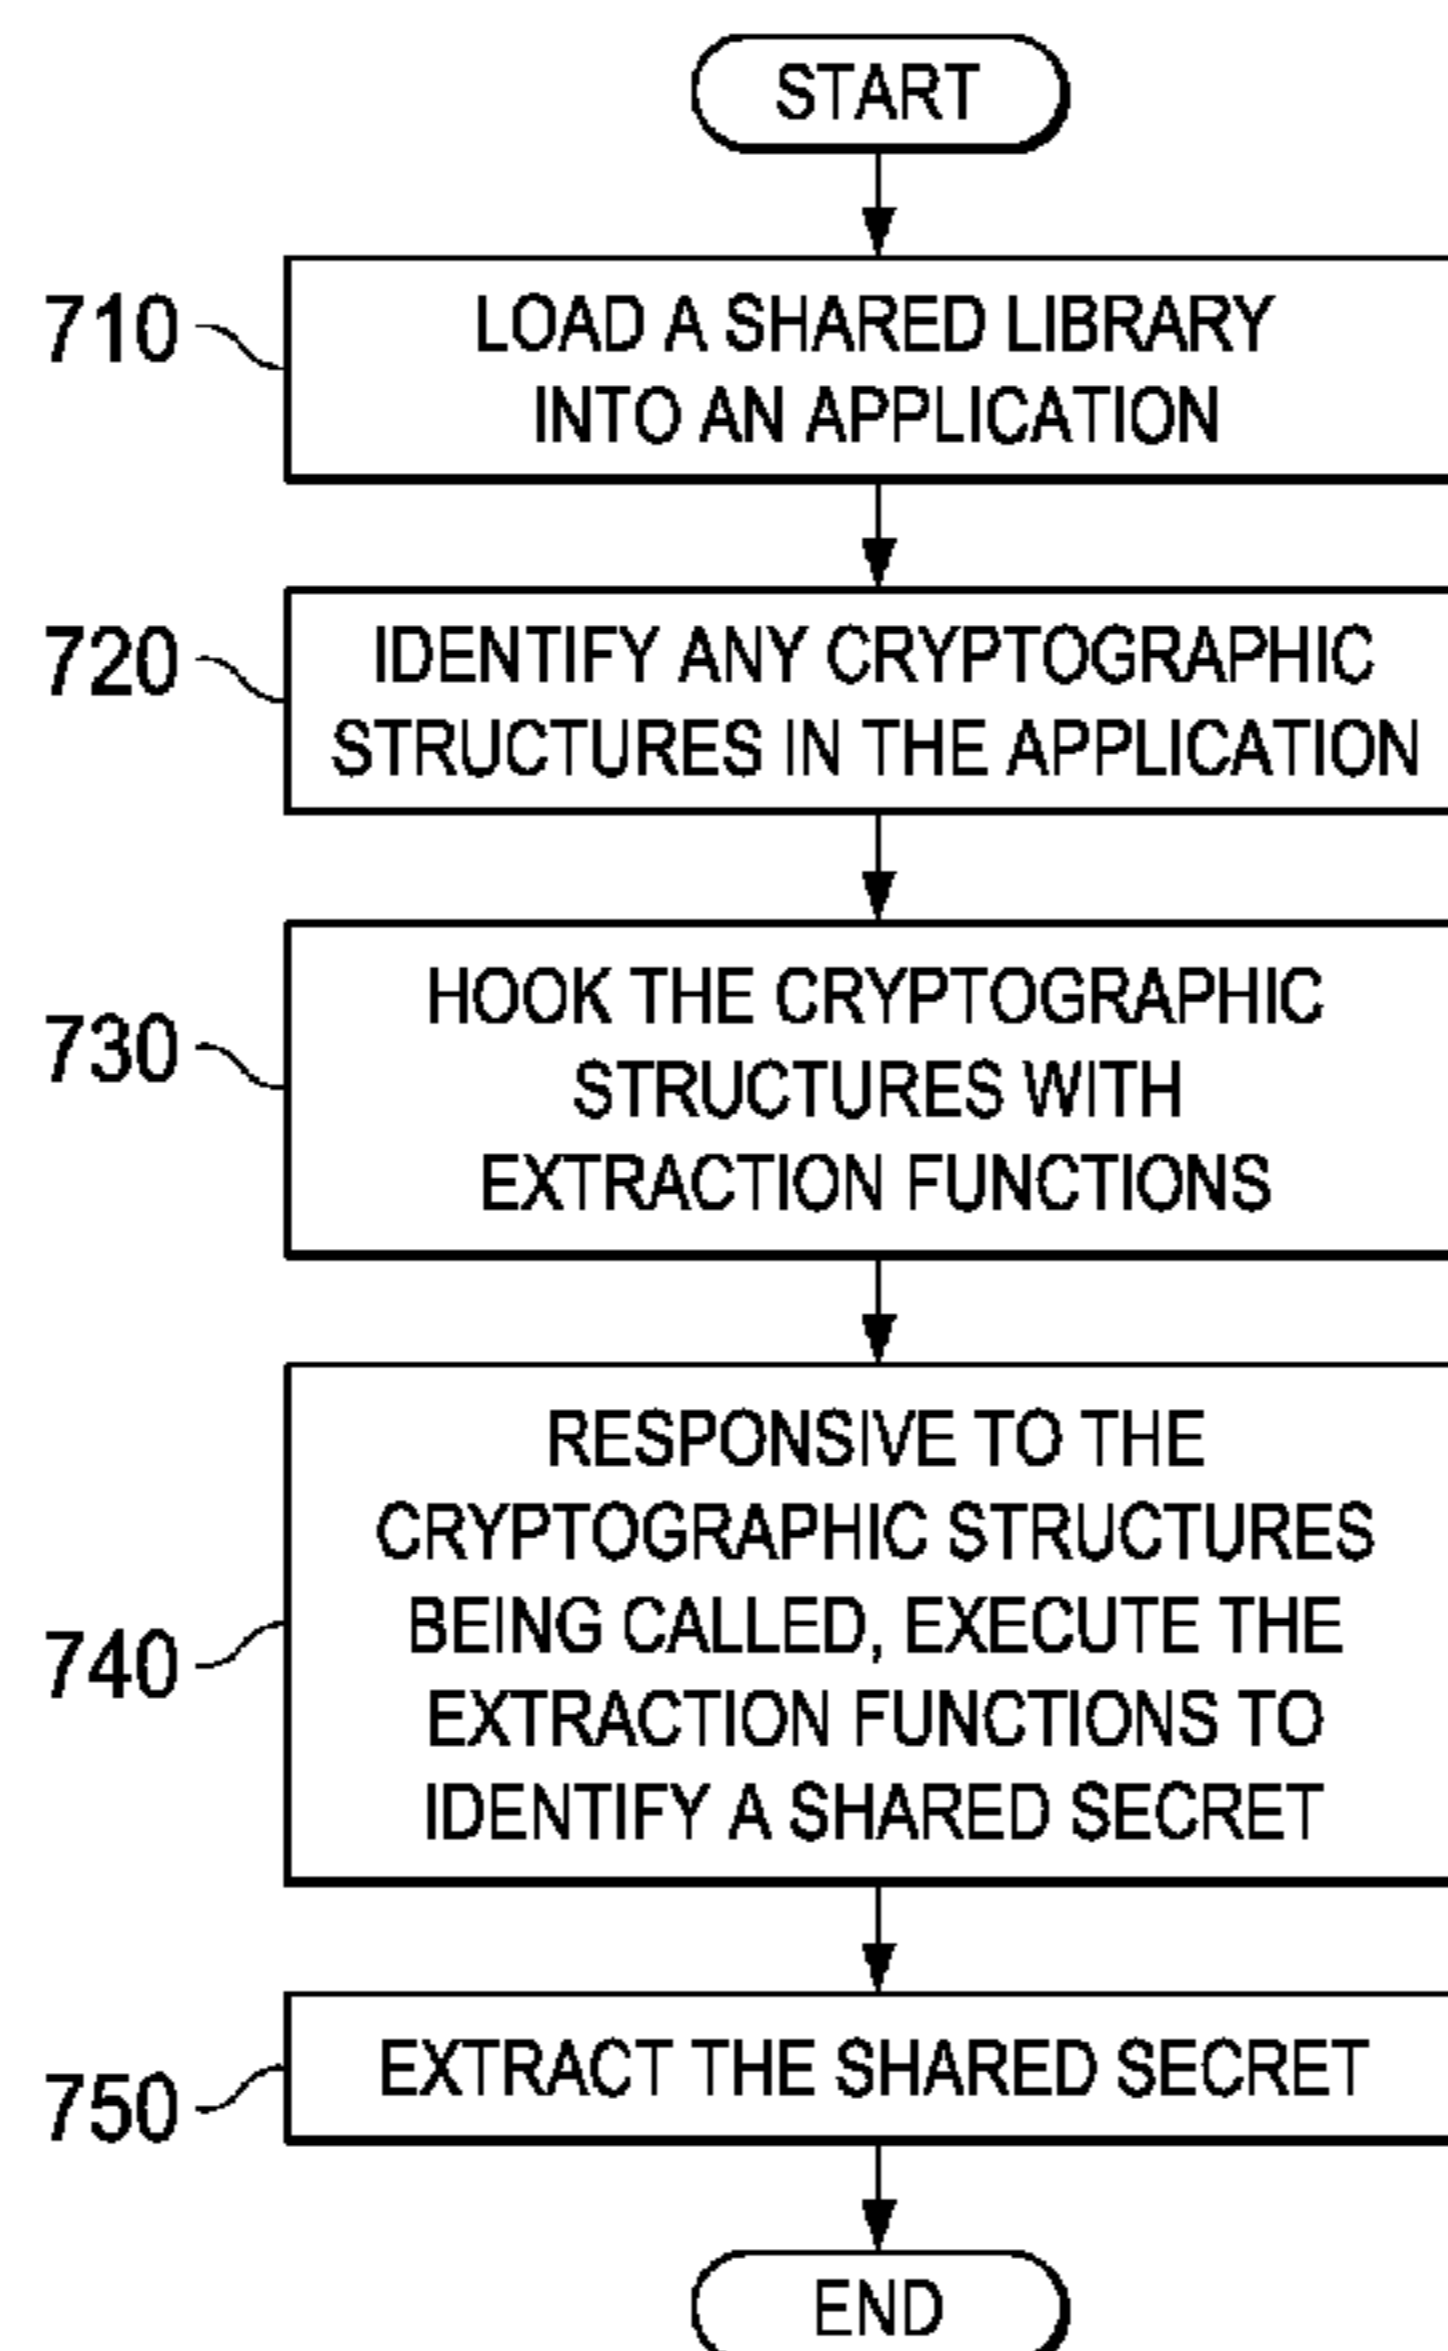 START
710
LOAD A SHARED LIBRARY
INTO AN APPLICATION
720
IDENTIFY ANY CRYPTOGRAPHIC
STRUCTURES IN THE APPLICATION
730
HOOK THE CRYPTOGRAPHIC
STRUCTURES WITH
EXTRACTION FUNCTIONS
740
RESPONSIVE TO THE
CRYPTOGRAPHIC STRUCTURES
BEING CALLED, EXECUTE THE
EXTRACTION FUNCTIONS TO
IDENTIFY A SHARED SECRET
750
EXTRACT THE SHARED SECRET
END